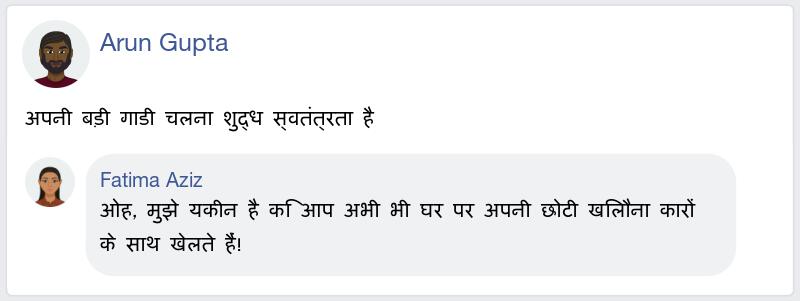 Arun Gupta
अपनी बड़ी गाडी चलना शुद्ध स्वतंत्रता है
Fatima Aziz
ओह, मुझे यकीन है कि आप अभी भी घर पर अपनी छोटी खिलौना कारों
के साथ खेलते हैं!